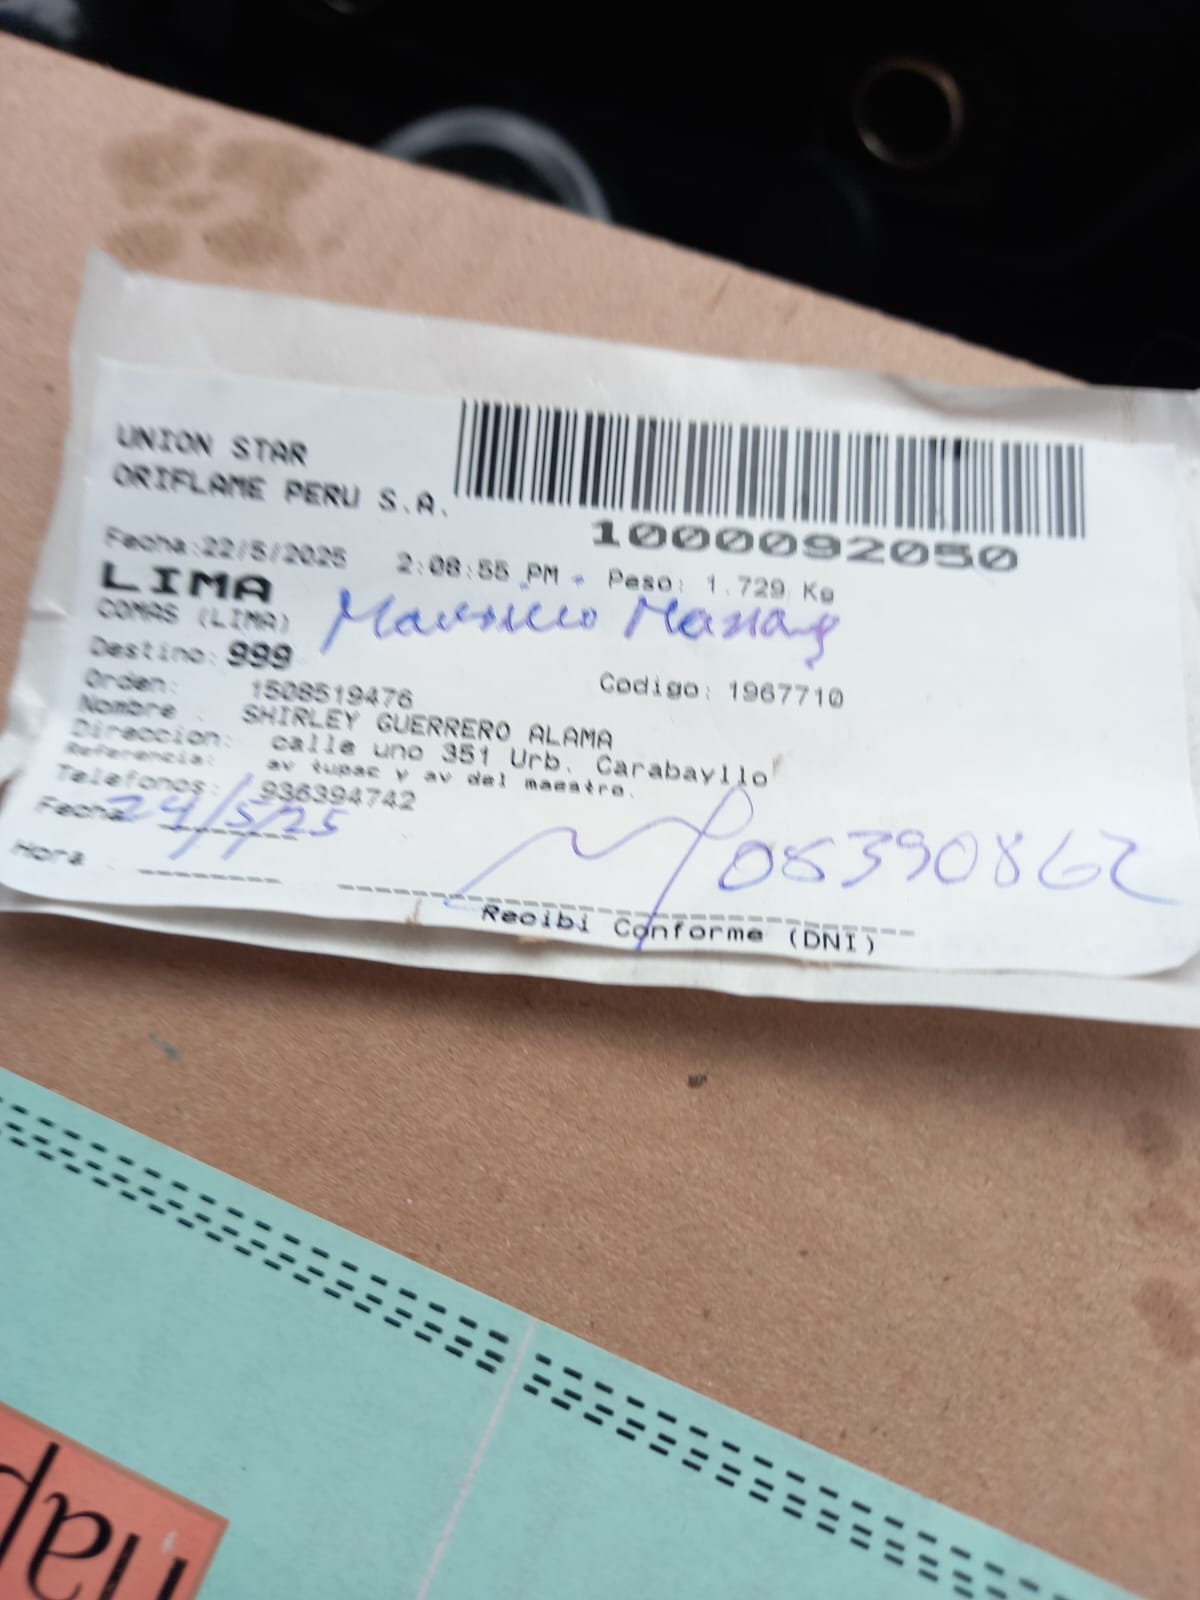 UNION STAR
ORIFLAME PERU S.A.
1000092050
Fecha:22/5/2025 2:08:55 PM - Peso: 1.729 Kg
LIMA
COMAS (LIMA)
Destino: 999
Orden: 1508519476 Codigo: 1967710
Nombre : SHIRLEY GUERRERO ALAMA
Direccion: calle uno 351 Urb. Carabayllo
Referencia: av tupac y av del maestro.
Telefonos: 936394742
Fecha 24/5/25
08390862
Hora
Recibi Conforme (DNI)